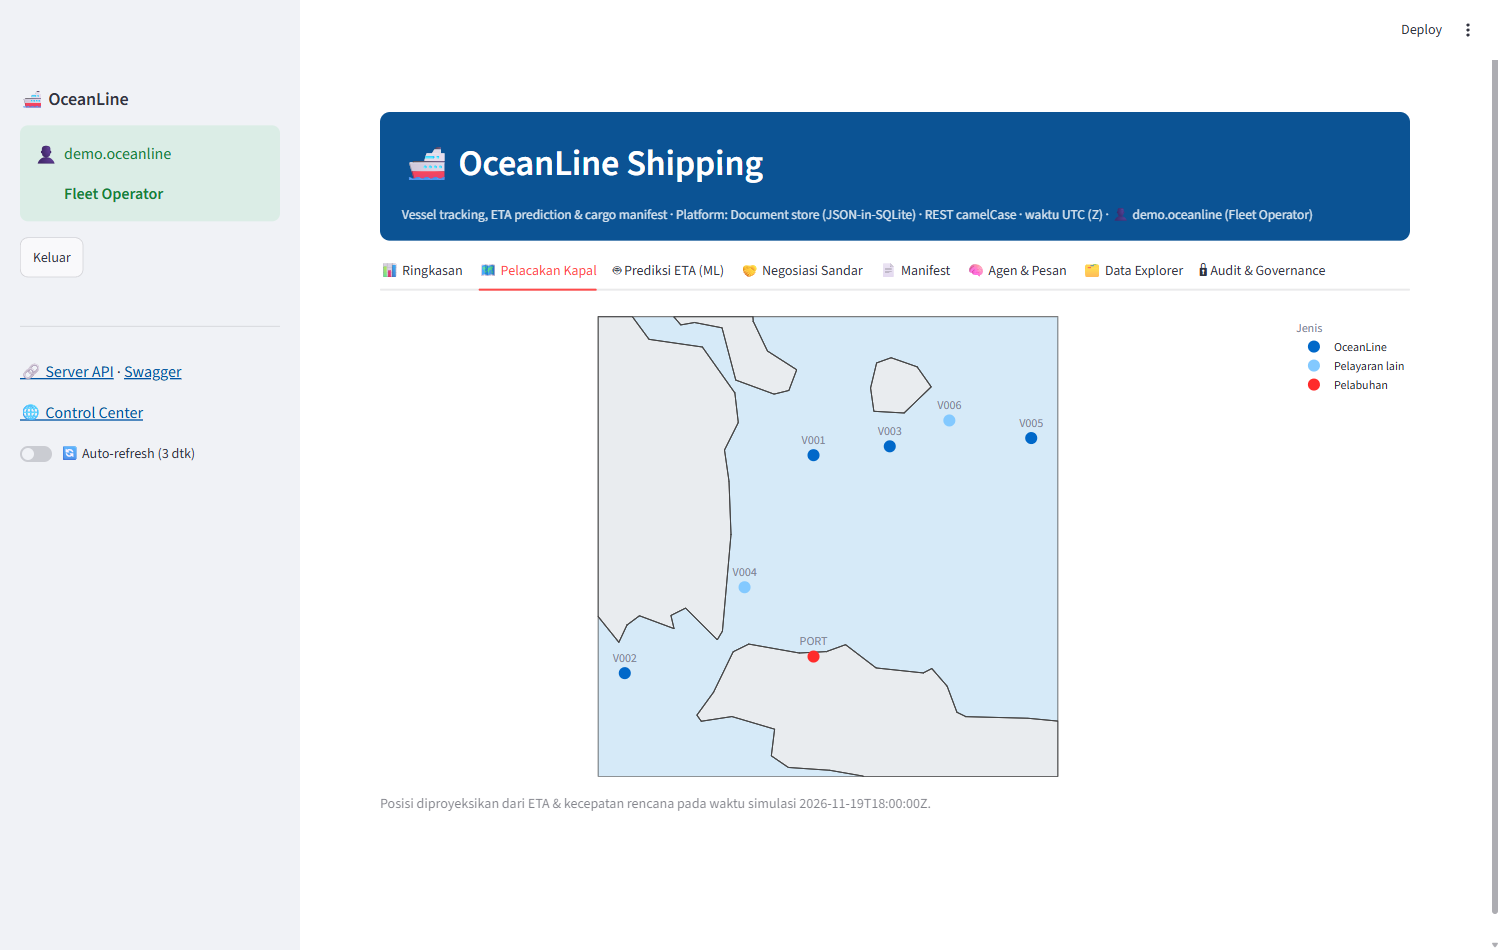 Deploy
OceanLine
demo.oceanline
Fleet Operator
Keluar
Server API · Swagger
Control Center
Auto-refresh (3 dtk)
OceanLine Shipping
Vessel tracking, ETA prediction & cargo manifest · Platform: Document store (JSON-in-SQLite) · REST camelCase · waktu UTC (Z) · demo.oceanline (Fleet Operator)
Ringkasan Pelacakan Kapal Prediksi ETA (ML) Negosiasi Sandar Manifest Agen & Pesan Data Explorer Audit & Governance
Jenis
OceanLine
Pelayaran lain
Pelabuhan
V006
V005
V003
V001
V004
PORT
V002
Posisi diproyeksikan dari ETA & kecepatan rencana pada waktu simulasi 2026-11-19T18:00:00Z.